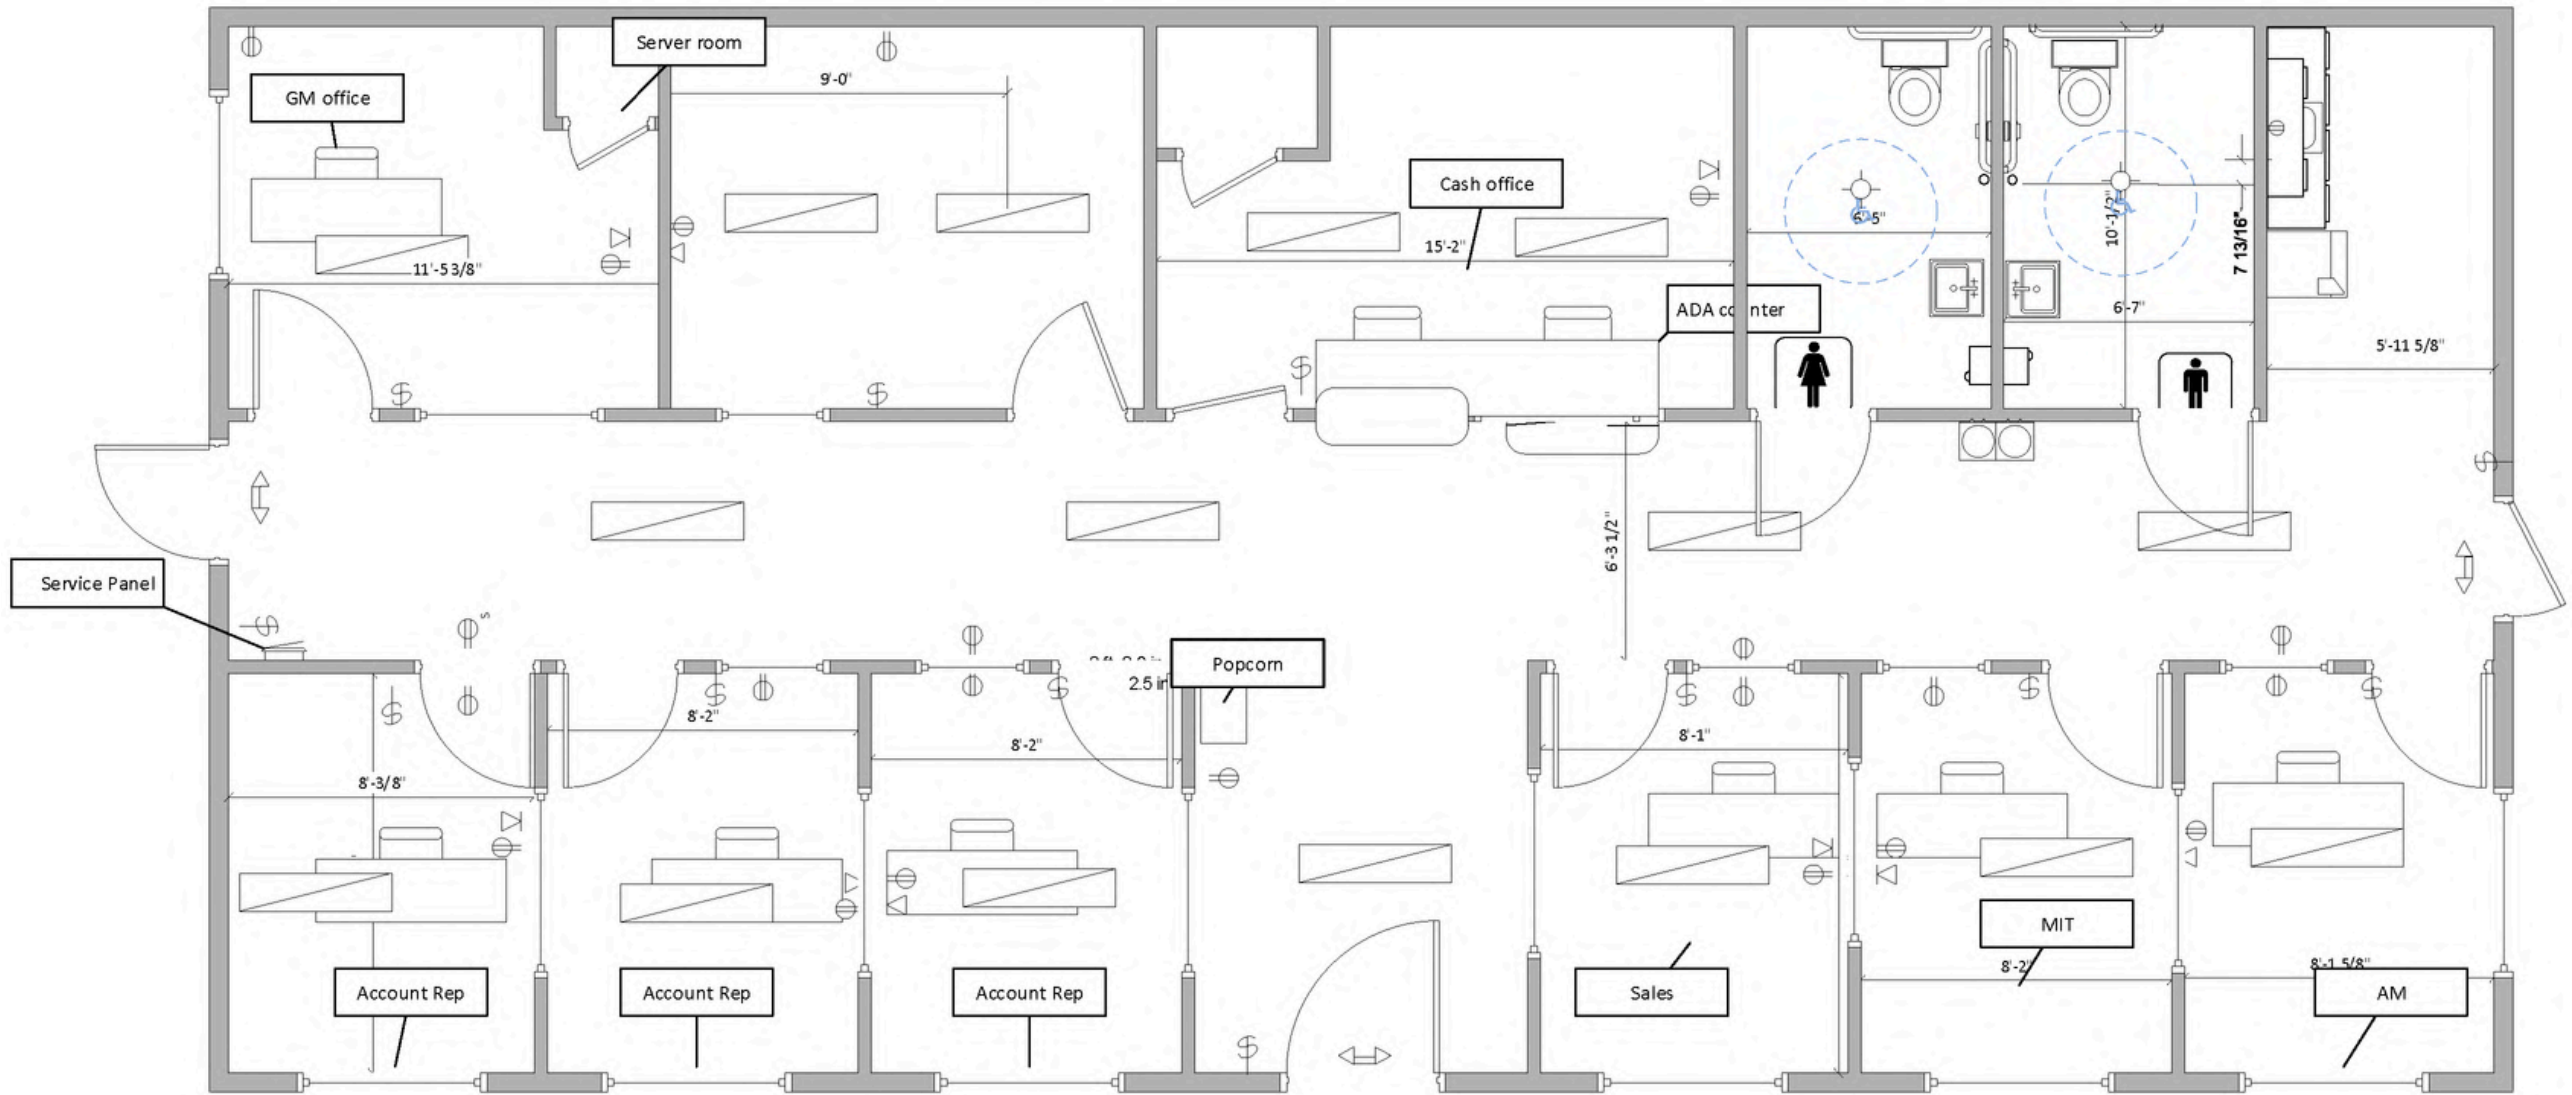 Server room
9'-0"
GM office
Cash office
15'-2"
6'-5"
10'-1/2"
7 13/16"
11'-5 3/8"
ADA counter
6'-7"
5'-11 5/8"
6'-3 1/2"
Service Panel
S
Popcorn
2.5 in
8'-2"
8'-2"
8'-1"
8'-3/8"
MIT
8'-2"
8'-1 5/8"
Account Rep
Account Rep
Account Rep
Sales
AM